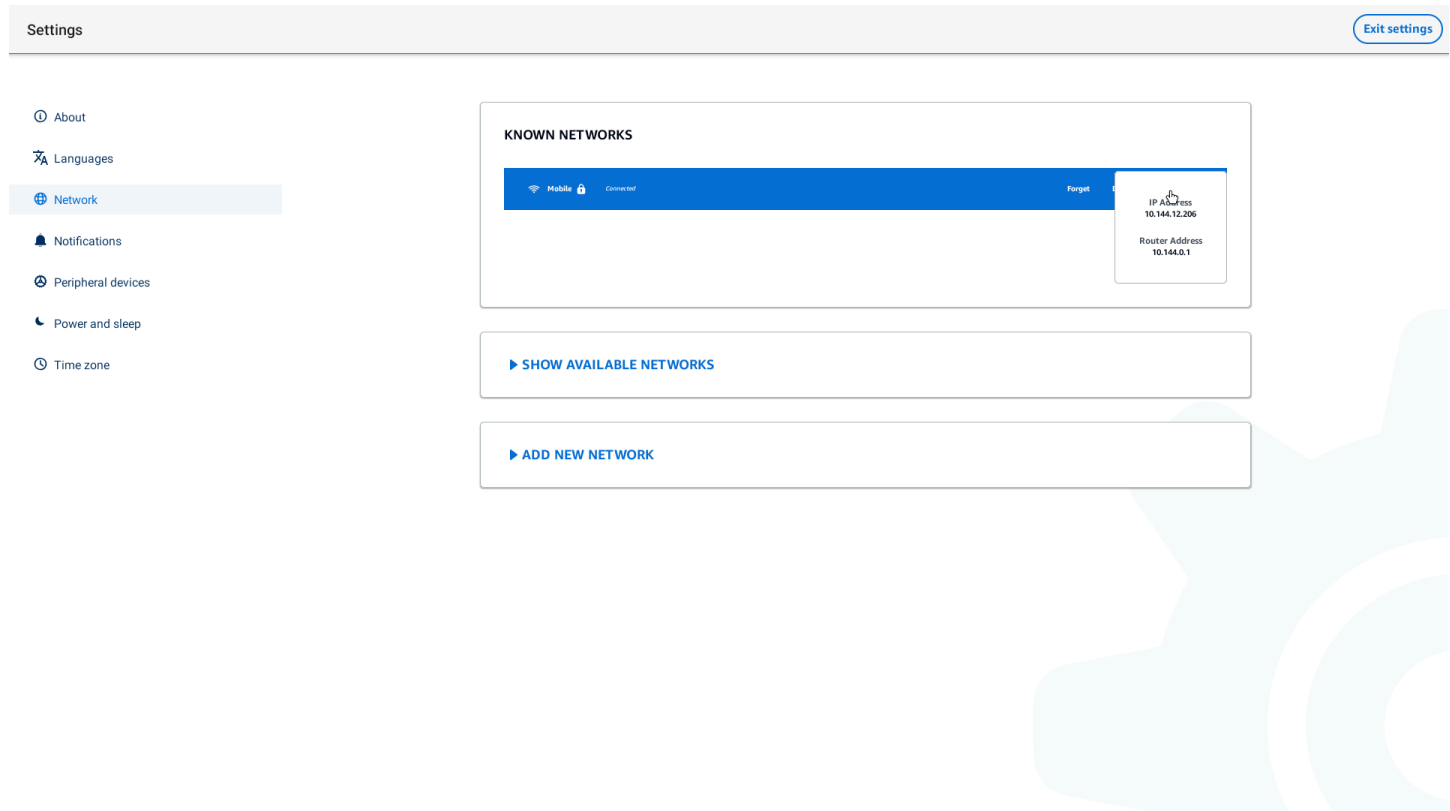 Settings
Exit settings
About
Languages
Network
Notifications
Peripheral devices
Power and sleep
Time zone
KNOWN NETWORKS
Mobile Connected Forget
IP Address
10.144.12.206
Router Address
10.144.0.1
SHOW AVAILABLE NETWORKS
ADD NEW NETWORK